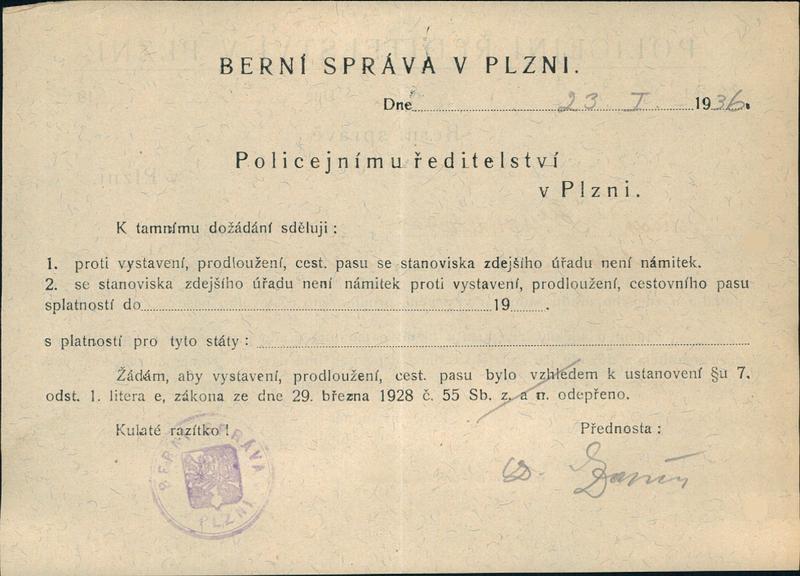 BERNÍ SPRÁVA V PLZNI.
Dne 23 I. 1936.
Policejnímu ředitelství
v Plzni.
K tamnímu dožádání sděluji :
1. proti vystavení, prodloužení, cest. pasu se stanoviska zdejšího úřadu není námitek.
2. se stanoviska zdejšího úřadu není námitek proti vystavení, prodloužení, cestovního pasu
splatností do 19 .
s platností pro tyto státy :
Žádám, aby vystavení, prodloužení, cest. pasu bylo vzhledem k ustanovení §u 7.
odst. 1. litera e, zákona ze dne 29. března 1928 č. 55 Sb. z. a n. odepřeno.
Kulaté razítko ! Přednosta :
BERNÍ SPRÁVA
PLZNI